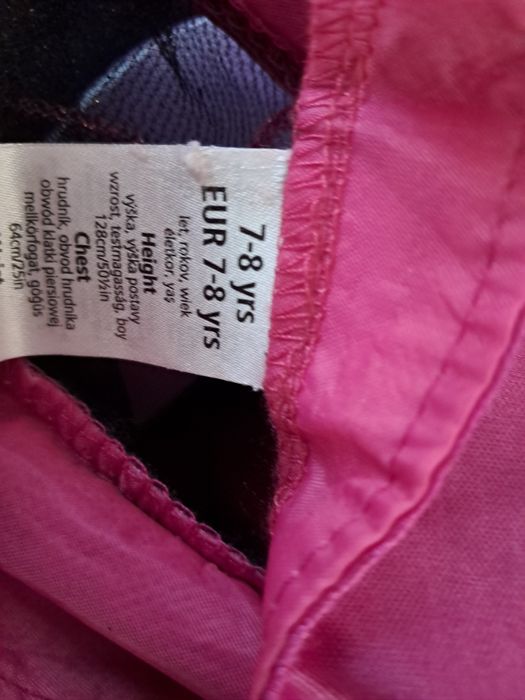 7-8 yrs
EUR 7-8 yrs
let, rokov, wiek
életkor, yaş
Height
výška, výška postavy
wzrost, testmagasság, boy
128cm/50½in
Chest
hrudník, obvod hrudníka
obwód klatki piersiowej
mellkörfogat, göğüs
64cm/25in